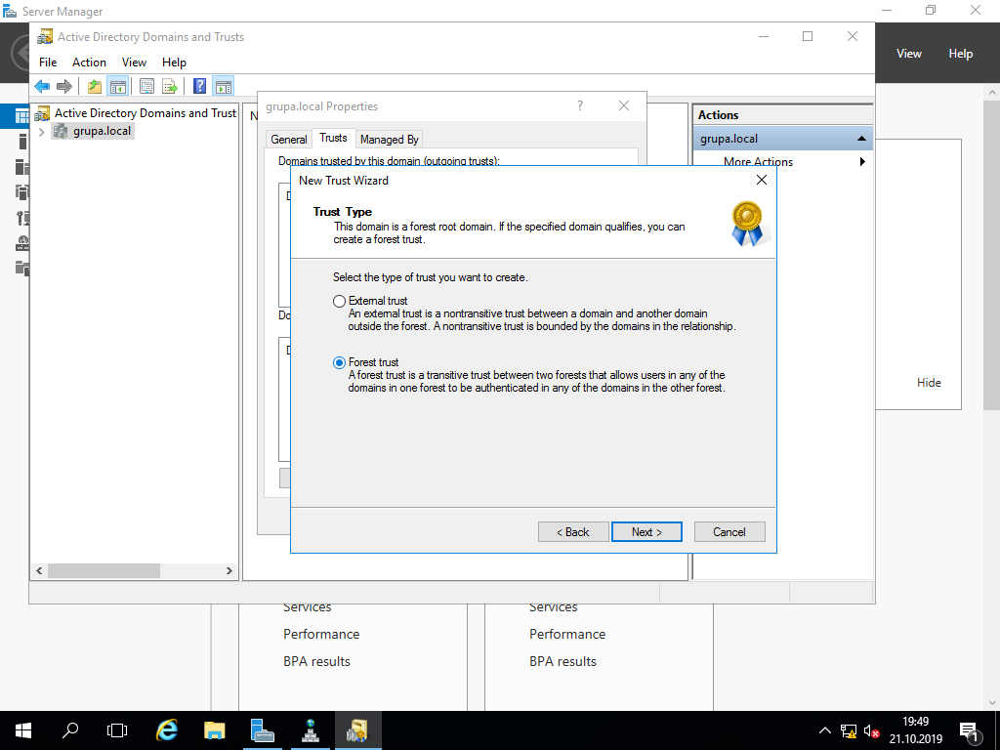 Server Manager
Active Directory Domains and Trusts
File Action View Help
View Help
Active Directory Domains and Trust
grupa.local
grupa.local Properties
General Trusts Managed By
Domains trusted by this domain (outgoing trusts):
Actions
grupa.local
More Actions
New Trust Wizard
Trust Type
This domain is a forest root domain. If the specified domain qualifies, you can
create a forest trust.
Select the type of trust you want to create.
External trust
An external trust is a nontransitive trust between a domain and another domain
outside the forest. A nontransitive trust is bounded by the domains in the relationship.
Forest trust
A forest trust is a transitive trust between two forests that allows users in any of the
domains in one forest to be authenticated in any of the domains in the other forest.
< Back Next > Cancel
Hide
Services
Performance
BPA results
Services
Performance
BPA results
19:49
21.10.2019
1